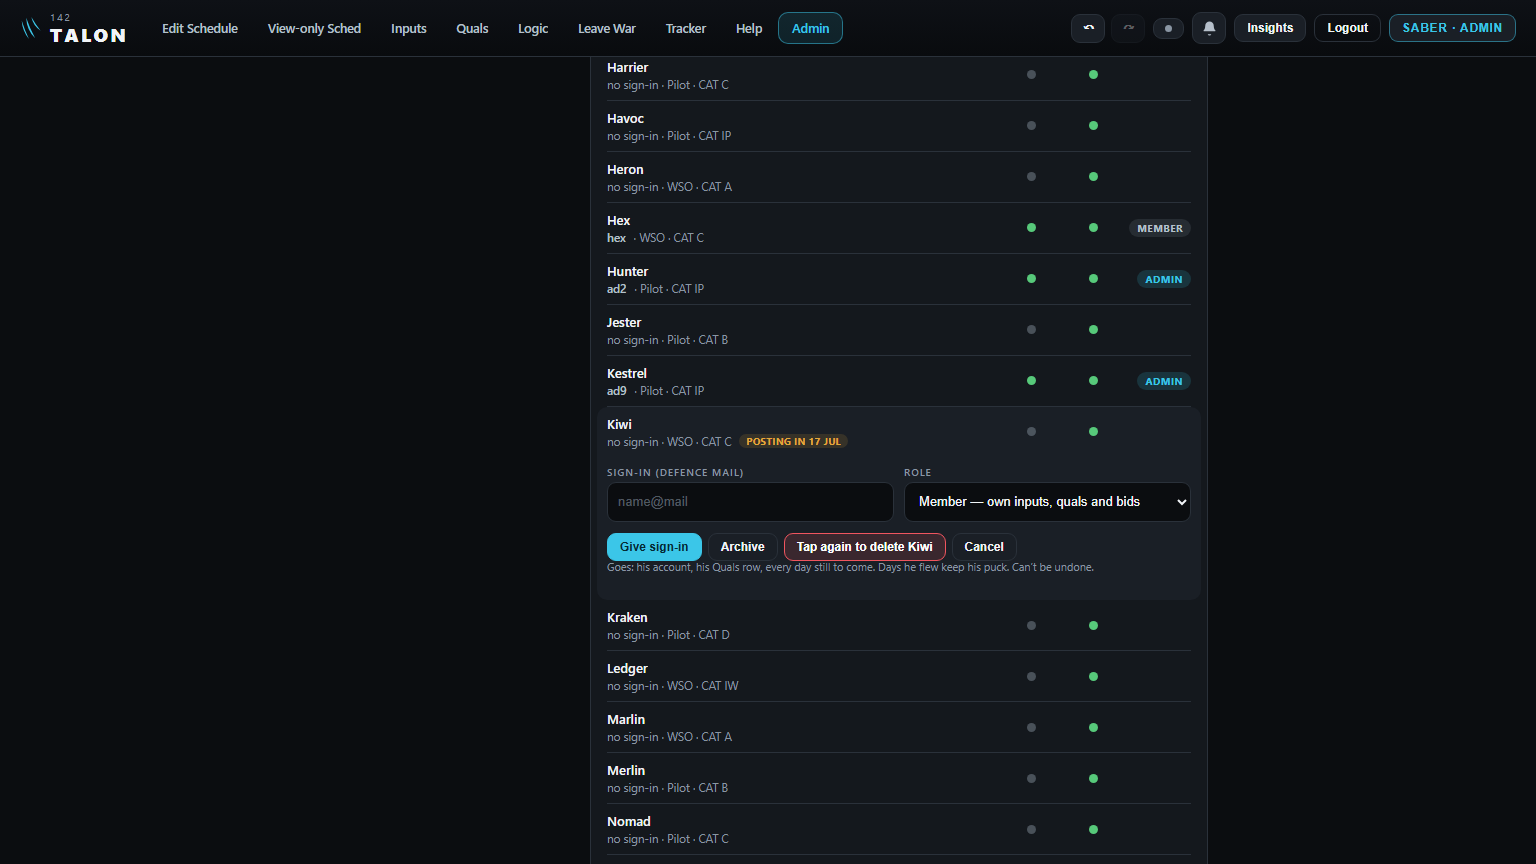 142
TALON
Edit Schedule
View-only Sched
Inputs
Quals
Logic
Leave War
Tracker
Help
Admin
Insights
Logout
SABER · ADMIN
Harrier
no sign-in · Pilot · CAT C
Havoc
no sign-in · Pilot · CAT IP
Heron
no sign-in · WSO · CAT A
Hex
hex · WSO · CAT C
MEMBER
Hunter
ad2 · Pilot · CAT IP
ADMIN
Jester
no sign-in · Pilot · CAT B
Kestrel
ad9 · Pilot · CAT IP
ADMIN
Kiwi
no sign-in · WSO · CAT C POSTING IN 17 JUL
SIGN-IN (DEFENCE MAIL)
ROLE
name@mail
Member — own inputs, quals and bids
Give sign-in
Archive
Tap again to delete Kiwi
Cancel
Goes: his account, his Quals row, every day still to come. Days he flew keep his puck. Can't be undone.
Kraken
no sign-in · Pilot · CAT D
Ledger
no sign-in · WSO · CAT IW
Marlin
no sign-in · WSO · CAT A
Merlin
no sign-in · Pilot · CAT B
Nomad
no sign-in · Pilot · CAT C